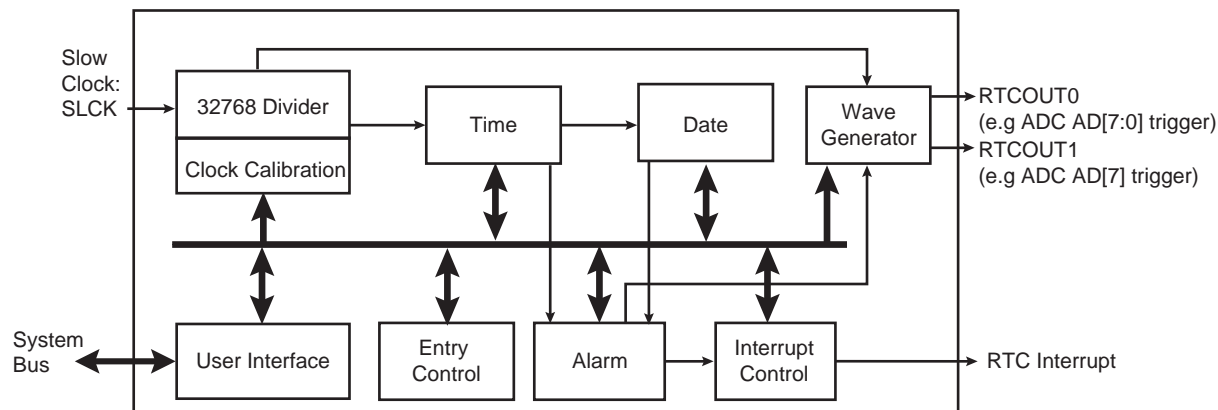 Slow
Clock:
SLCK
32768 Divider
Clock Calibration
Time
Date
Wave
Generator
RTCOUT0
(e.g ADC AD[7:0] trigger)
RTCOUT1
(e.g ADC AD[7] trigger)
System
Bus
User Interface
Entry
Control
Alarm
Interrupt
Control
RTC Interrupt